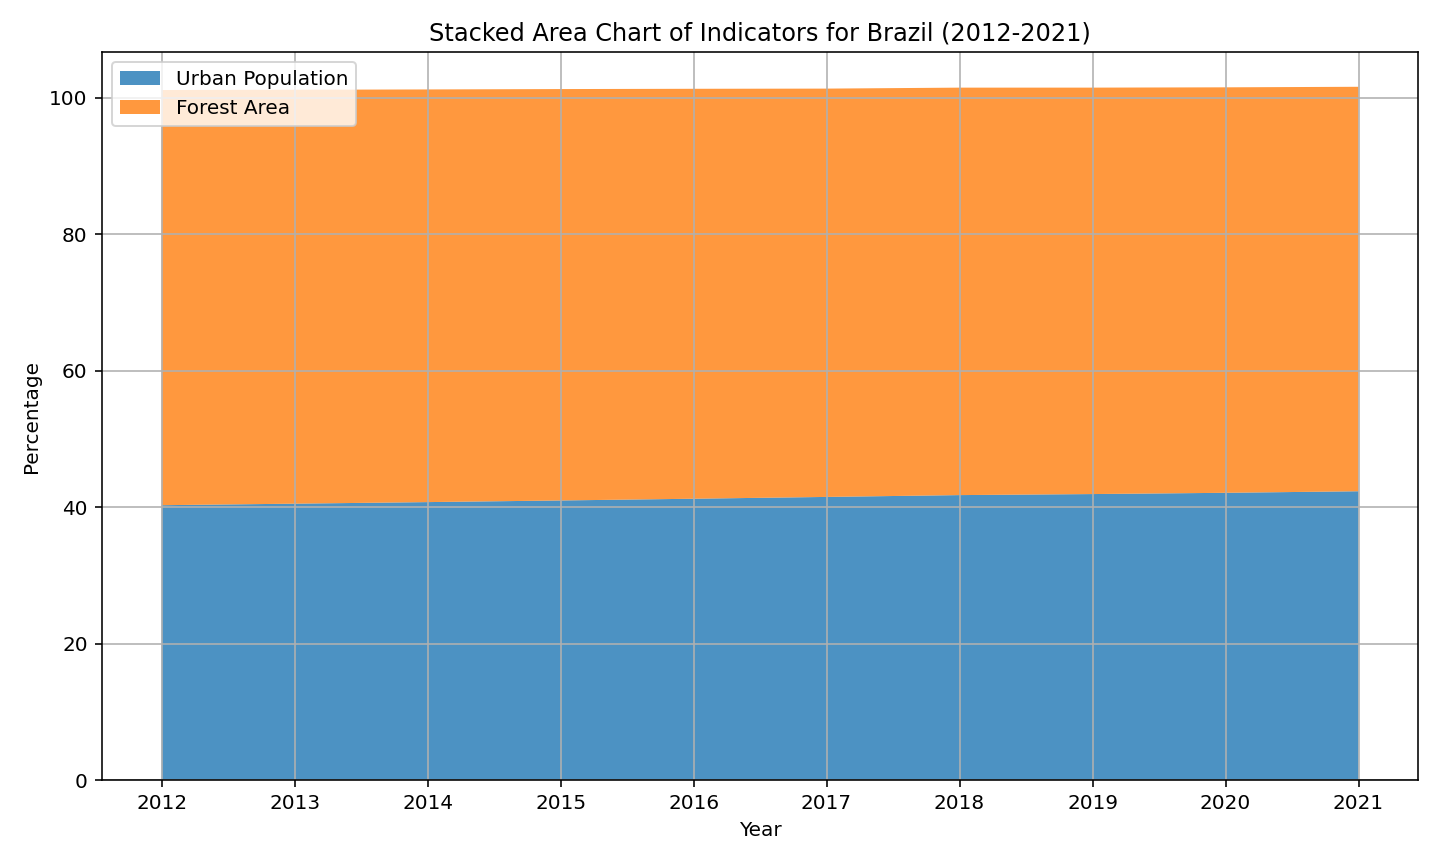 Stacked Area Chart of Indicators for Brazil (2012-2021)
Urban Population
Forest Area
100
80
60
40
20
0
Percentage
2012 2013 2014 2015 2016 2017 2018 2019 2020 2021
Year